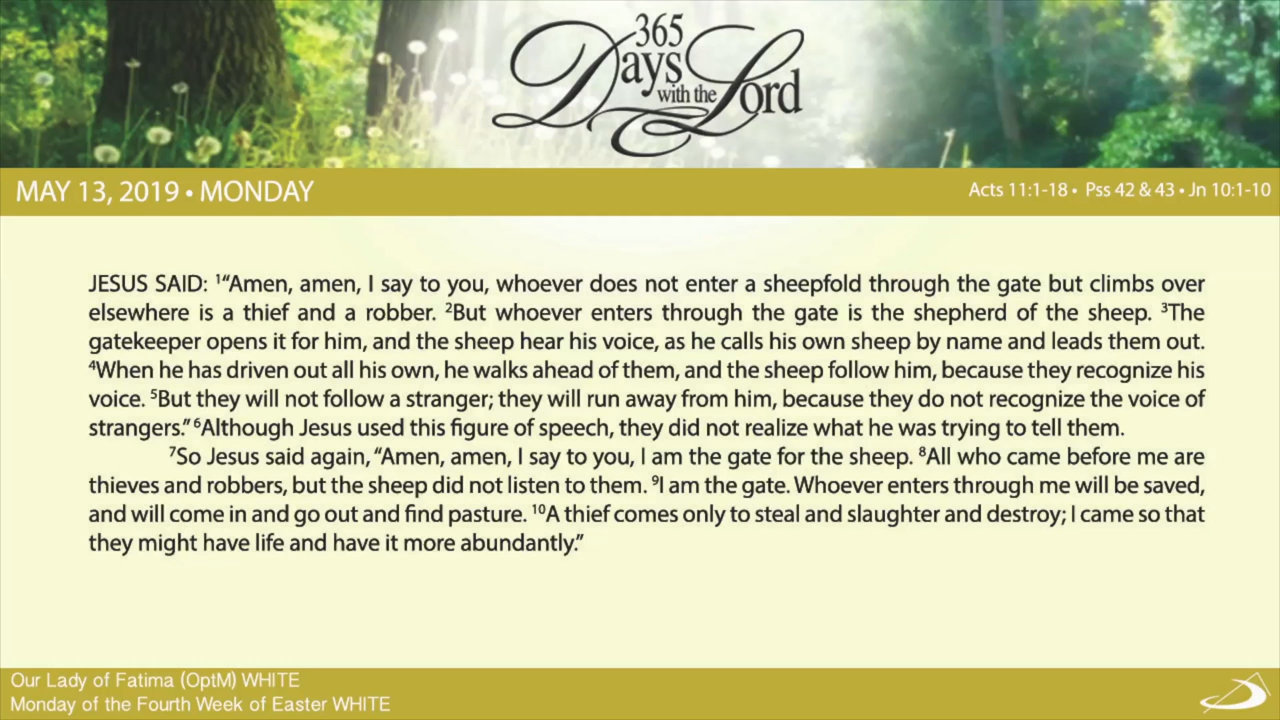 365
Days
with the
Lord
MAY 13, 2019 • MONDAY
Acts 11:1-18 • Pss 42 & 43 • Jn 10:1-10
JESUS SAID: ¹“Amen, amen, I say to you, whoever does not enter a sheepfold through the gate but climbs over
elsewhere is a thief and a robber. ²But whoever enters through the gate is the shepherd of the sheep. ³The
gatekeeper opens it for him, and the sheep hear his voice, as he calls his own sheep by name and leads them out.
⁴When he has driven out all his own, he walks ahead of them, and the sheep follow him, because they recognize his
voice. ⁵But they will not follow a stranger; they will run away from him, because they do not recognize the voice of
strangers.” ⁶Although Jesus used this figure of speech, they did not realize what he was trying to tell them.
⁷So Jesus said again, “Amen, amen, I say to you, I am the gate for the sheep. ⁸All who came before me are
thieves and robbers, but the sheep did not listen to them. ⁹I am the gate. Whoever enters through me will be saved,
and will come in and go out and find pasture. ¹⁰A thief comes only to steal and slaughter and destroy; I came so that
they might have life and have it more abundantly.”
Our Lady of Fatima (OptM) WHITE
Monday of the Fourth Week of Easter WHITE